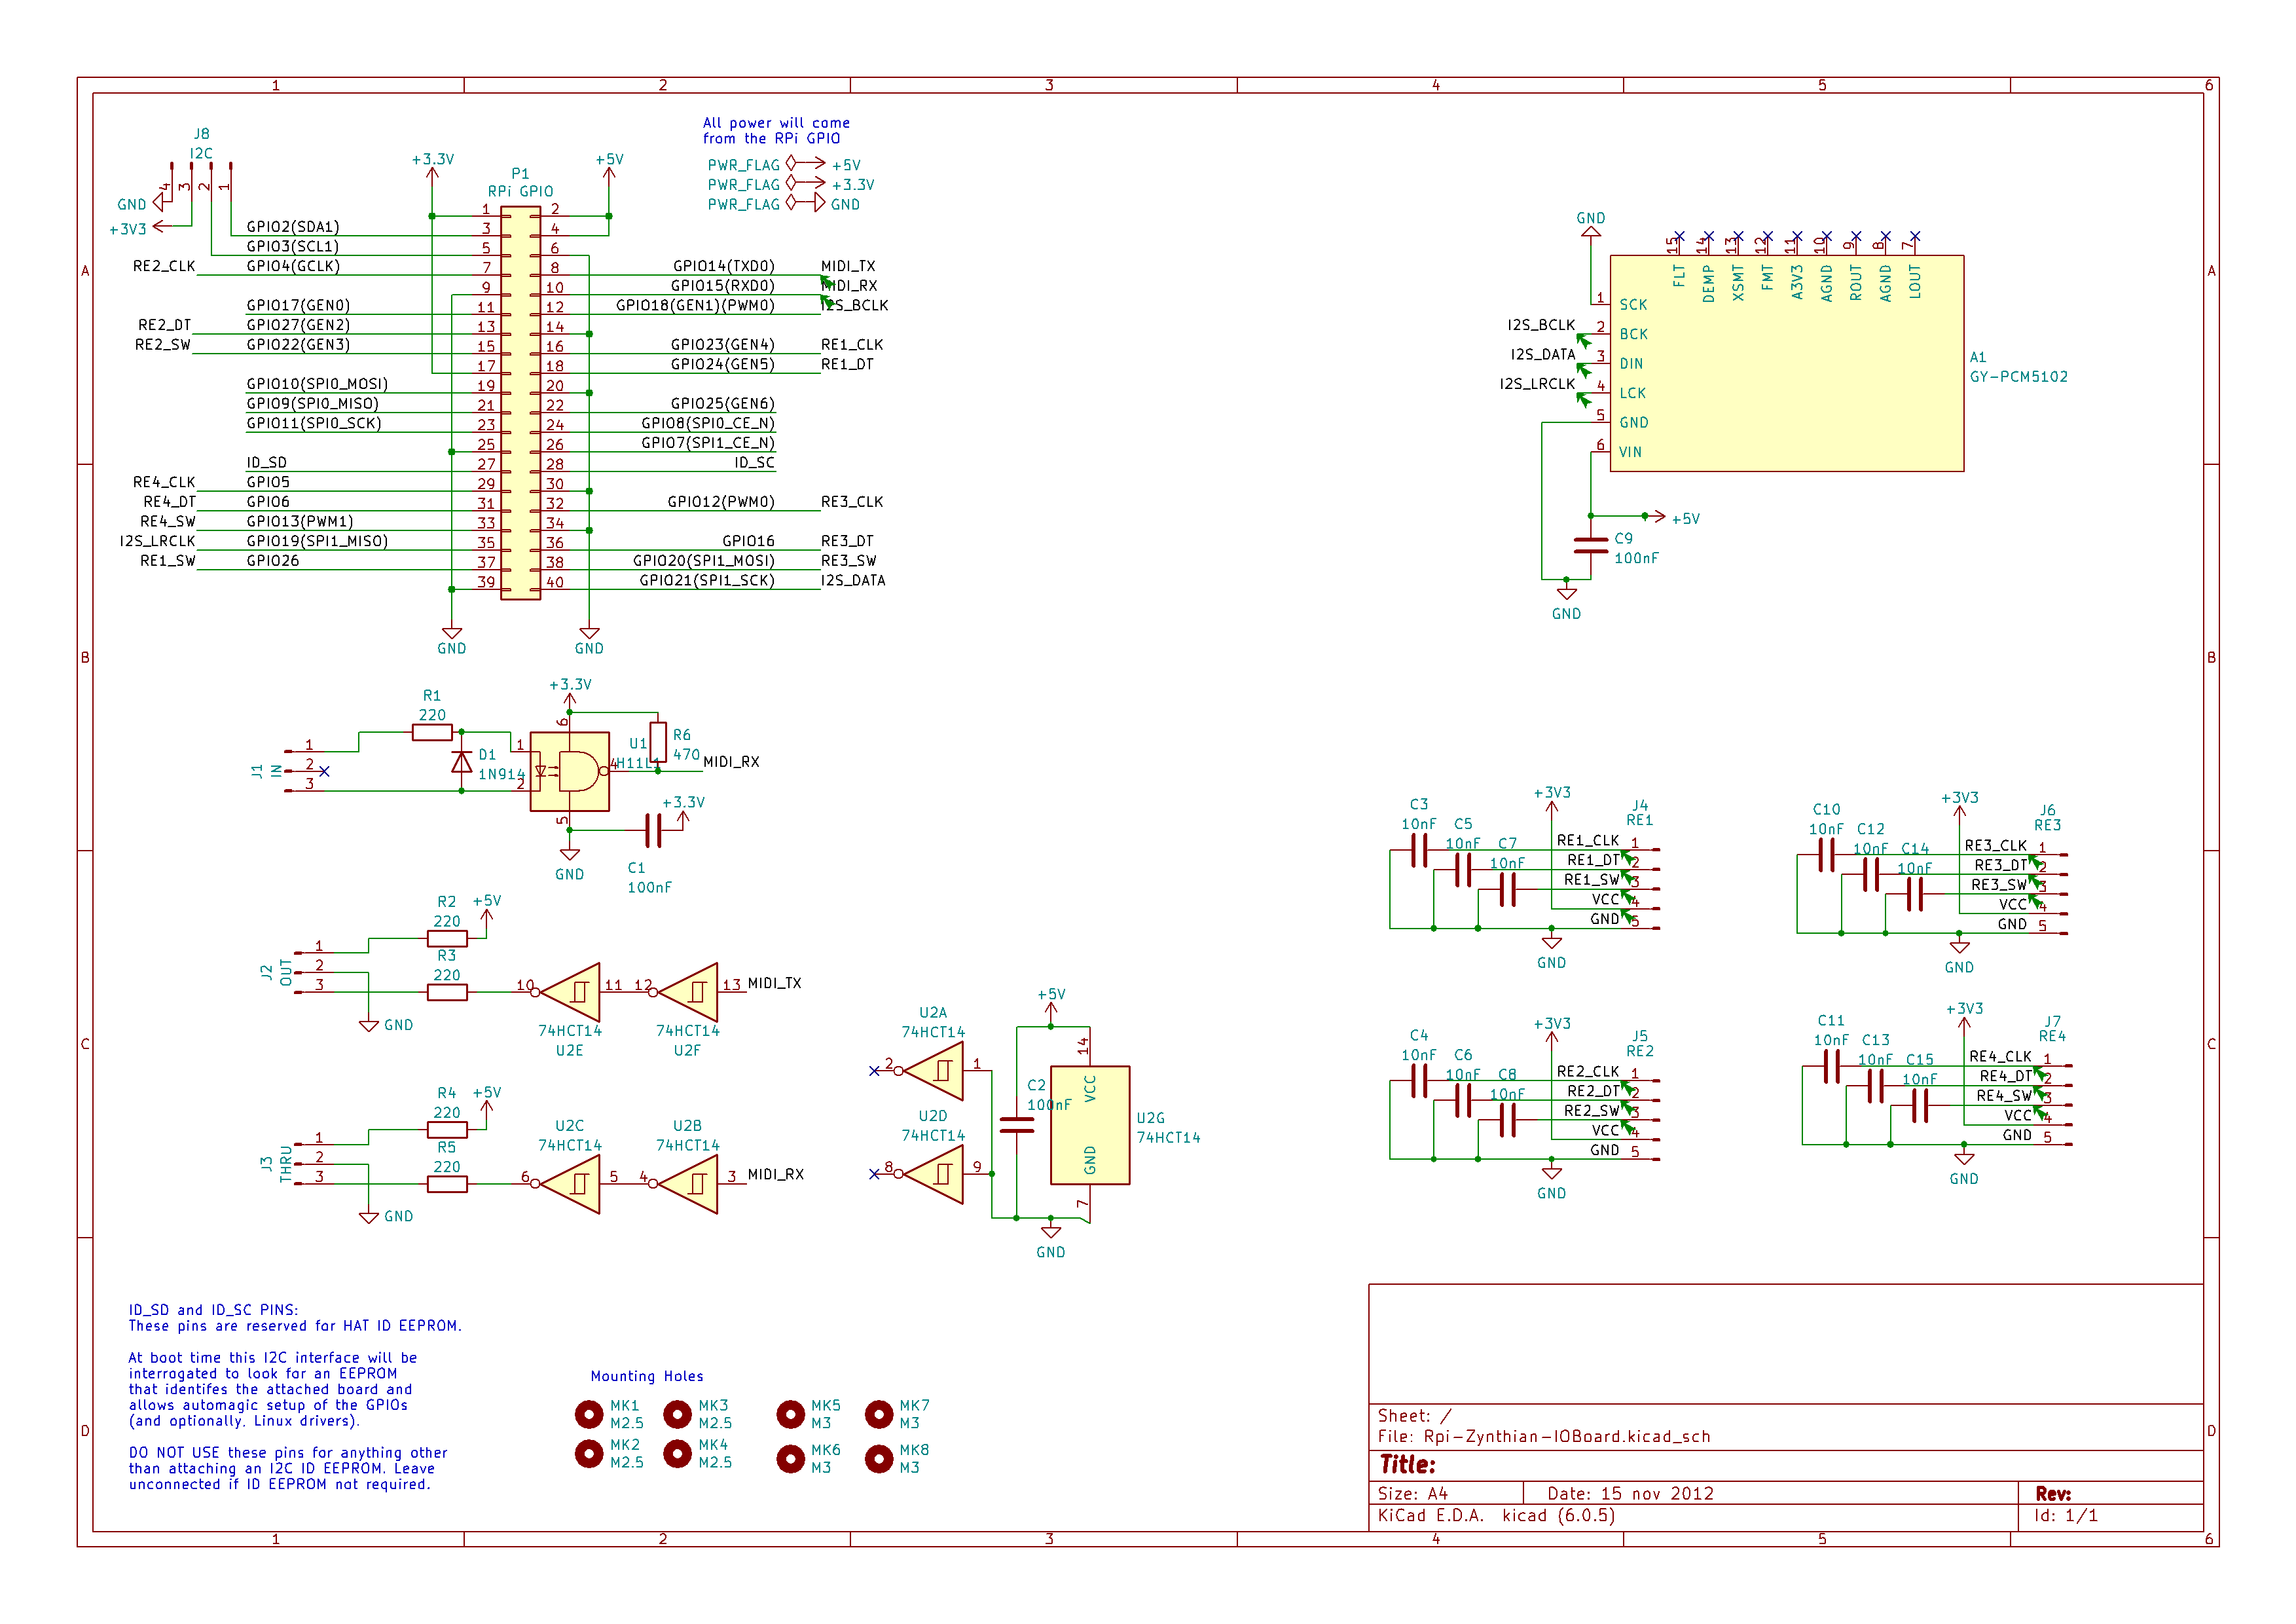 1 2 3 4 5 6
A
B
C
D
J8
I2C
4 3 2 1
GND
+3V3
+3.3V
P1
RPi GPIO
+5V
All power will come
from the RPi GPIO
PWR_FLAG +5V
PWR_FLAG +3.3V
PWR_FLAG GND
1 2
GPIO2(SDA1) 3 4
GPIO3(SCL1) 5 6
RE2_CLK GPIO4(GCLK) 7 8 GPIO14(TXD0) MIDI_TX
9 10 GPIO15(RXD0) MIDI_RX
GPIO17(GEN0) 11 12 GPIO18(GEN1)(PWM0) I2S_BCLK
RE2_DT GPIO27(GEN2) 13 14
RE2_SW GPIO22(GEN3) 15 16 GPIO23(GEN4) RE1_CLK
17 18 GPIO24(GEN5) RE1_DT
GPIO10(SPI0_MOSI) 19 20
GPIO9(SPI0_MISO) 21 22 GPIO25(GEN6)
GPIO11(SPI0_SCK) 23 24 GPIO8(SPI0_CE_N)
25 26 GPIO7(SPI1_CE_N)
ID_SD 27 28 ID_SC
RE4_CLK GPIO5 29 30
RE4_DT GPIO6 31 32 GPIO12(PWM0) RE3_CLK
RE4_SW GPIO13(PWM1) 33 34
I2S_LRCLK GPIO19(SPI1_MISO) 35 36 GPIO16 RE3_DT
RE1_SW GPIO26 37 38 GPIO20(SPI1_MOSI) RE3_SW
39 40 GPIO21(SPI1_SCK) I2S_DATA
GND GND
GND
15 14 13 12 11 10 9 8 7
FLT DEMP XSMT FMT A3V3 AGND ROUT AGND LOUT
1 SCK
I2S_BCLK 2 BCK
I2S_DATA 3 DIN
I2S_LRCLK 4 LCK
5 GND
6 VIN
A1
GY-PCM5102
+5V
C9
100nF
GND
R1
220
+3.3V
6
J1
IN
1
2
3
D1
1N914
1
2
U1
H11L1
4
R6
470
MIDI_RX
5
+3.3V
GND
C1
100nF
R2
220
+5V
J2
OUT
1
2
3
R3
220
GND
10 11 12 13 MIDI_TX
74HCT14 74HCT14
U2E U2F
R4
220
+5V
J3
THRU
1
2
3
R5
220
GND
U2C U2B
74HCT14 74HCT14
6 5 4 3 MIDI_RX
U2A
74HCT14
2 1
U2D
74HCT14
8 9
+5V
14
C2
100nF
VCC
GND
U2G
74HCT14
7
GND
C3
10nF
C5
10nF
C7
10nF
+3V3
J4
RE1
RE1_CLK 1
RE1_DT 2
RE1_SW 3
VCC 4
GND 5
GND
C10
10nF
C12
10nF
C14
10nF
+3V3
J6
RE3
RE3_CLK 1
RE3_DT 2
RE3_SW 3
VCC 4
GND 5
GND
C4
10nF
C6
10nF
C8
10nF
+3V3
J5
RE2
RE2_CLK 1
RE2_DT 2
RE2_SW 3
VCC 4
GND 5
GND
C11
10nF
C13
10nF
C15
10nF
+3V3
J7
RE4
RE4_CLK 1
RE4_DT 2
RE4_SW 3
VCC 4
GND 5
GND
ID_SD and ID_SC PINS:
These pins are reserved for HAT ID EEPROM.
At boot time this I2C interface will be
interrogated to look for an EEPROM
that identifes the attached board and
allows automagic setup of the GPIOs
(and optionally, Linux drivers).
DO NOT USE these pins for anything other
than attaching an I2C ID EEPROM. Leave
unconnected if ID EEPROM not required.
Mounting Holes
MK1
M2.5
MK3
M2.5
MK5
M3
MK7
M3
MK2
M2.5
MK4
M2.5
MK6
M3
MK8
M3
Sheet: /
File: Rpi-Zynthian-IOBoard.kicad_sch
Title:
Size: A4 Date: 15 nov 2012 Rev:
KiCad E.D.A. kicad (6.0.5) Id: 1/1
A
B
C
D
1 2 3 4 5 6